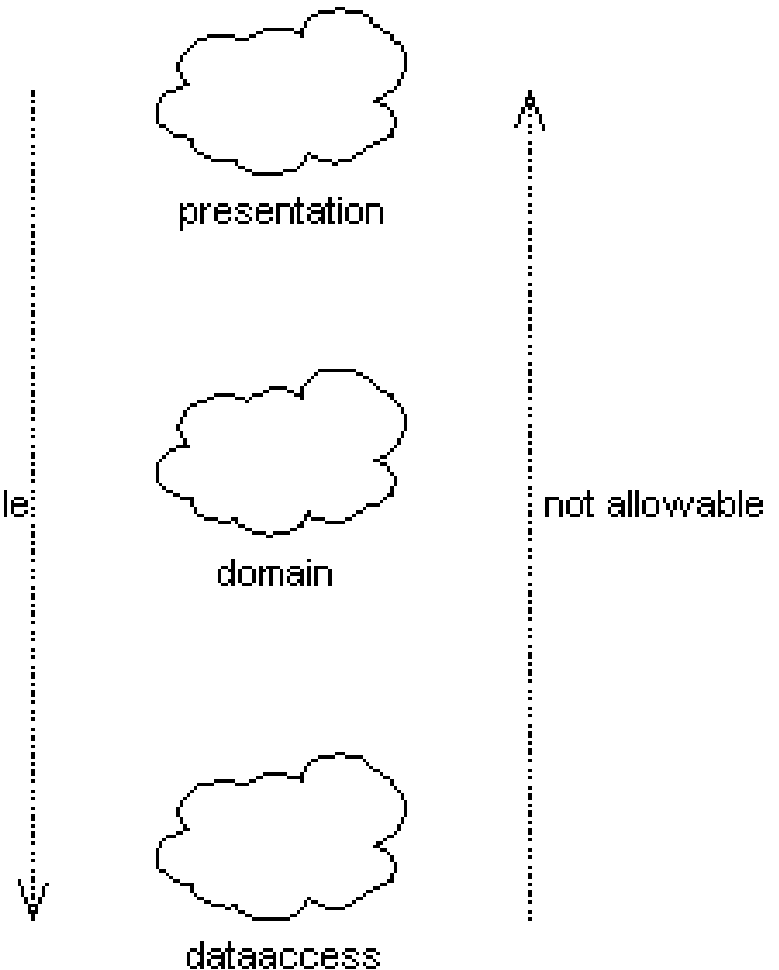 presentation
le
not allowable
domain
dataaccess